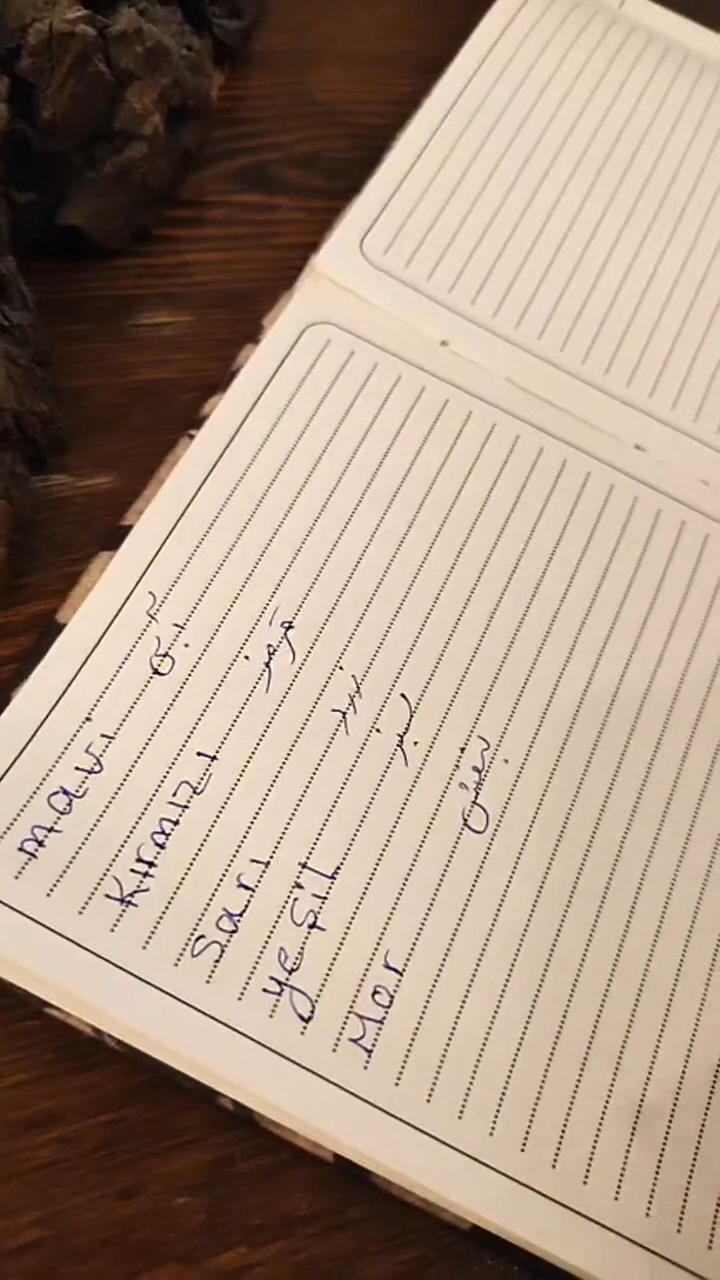 mavi آبی
Kırmızı قرمز
Sarı زرد
yeşil سبز
Mor بنفش